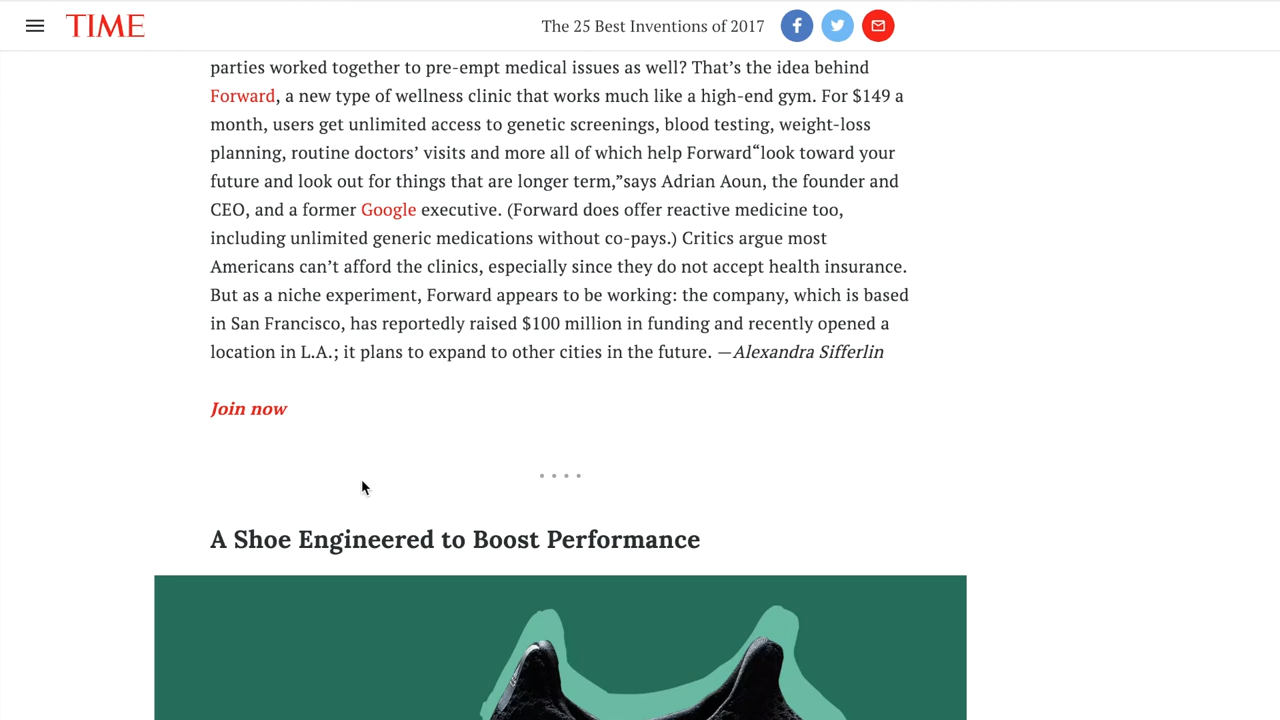 TIME
The 25 Best Inventions of 2017
parties worked together to pre-empt medical issues as well? That’s the idea behind
Forward, a new type of wellness clinic that works much like a high-end gym. For $149 a
month, users get unlimited access to genetic screenings, blood testing, weight-loss
planning, routine doctors’ visits and more all of which help Forward“look toward your
future and look out for things that are longer term,”says Adrian Aoun, the founder and
CEO, and a former Google executive. (Forward does offer reactive medicine too,
including unlimited generic medications without co-pays.) Critics argue most
Americans can’t afford the clinics, especially since they do not accept health insurance.
But as a niche experiment, Forward appears to be working: the company, which is based
in San Francisco, has reportedly raised $100 million in funding and recently opened a
location in L.A.; it plans to expand to other cities in the future. —Alexandra Sifferlin
Join now
A Shoe Engineered to Boost Performance